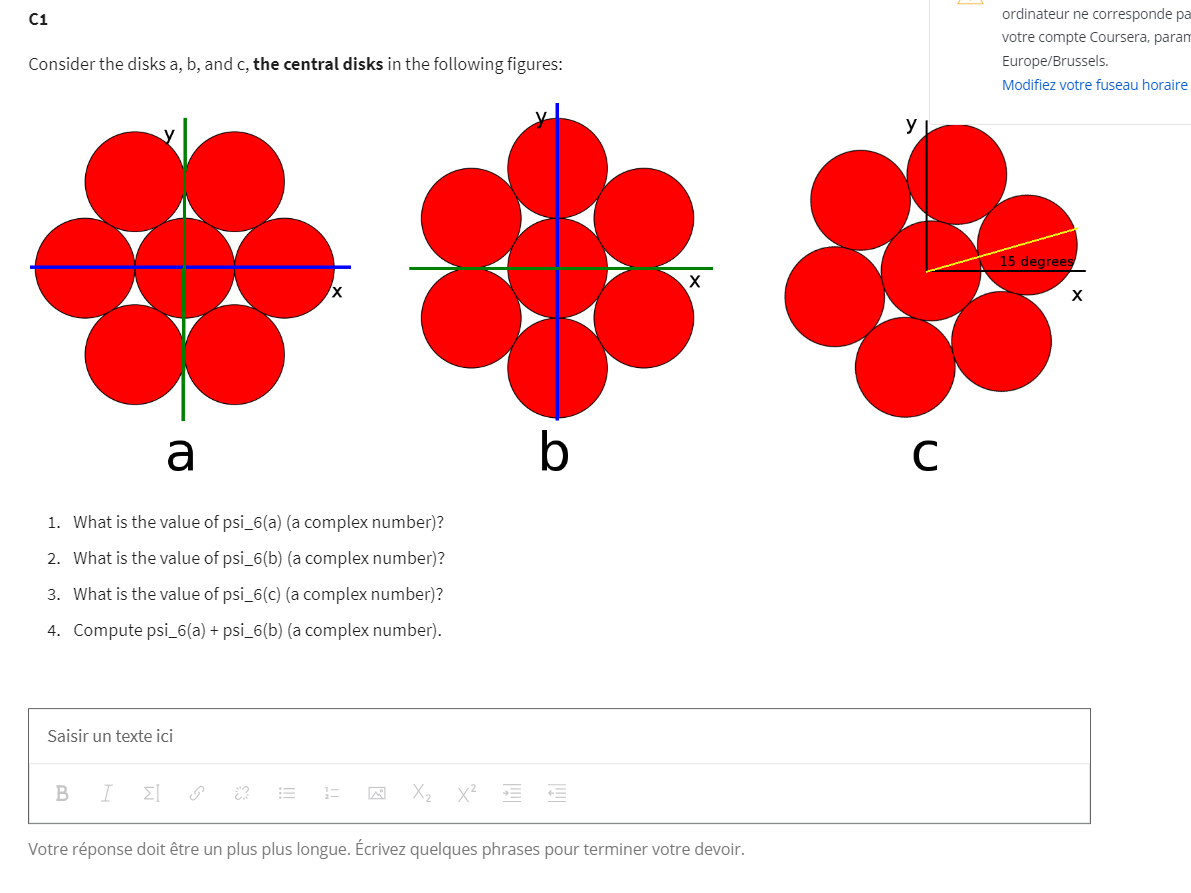 C1
ordinateur ne corresponde pa
votre compte Coursera, param
Europe/Brussels.
Modifiez votre fuseau horaire
Consider the disks a, b, and c, the central disks in the following figures:
y
y
y
x
x
15 degrees
x
a
b
c
1. What is the value of psi_6(a) (a complex number)?
2. What is the value of psi_6(b) (a complex number)?
3. What is the value of psi_6(c) (a complex number)?
4. Compute psi_6(a) + psi_6(b) (a complex number).
Saisir un texte ici
Votre réponse doit être un plus plus longue. Écrivez quelques phrases pour terminer votre devoir.